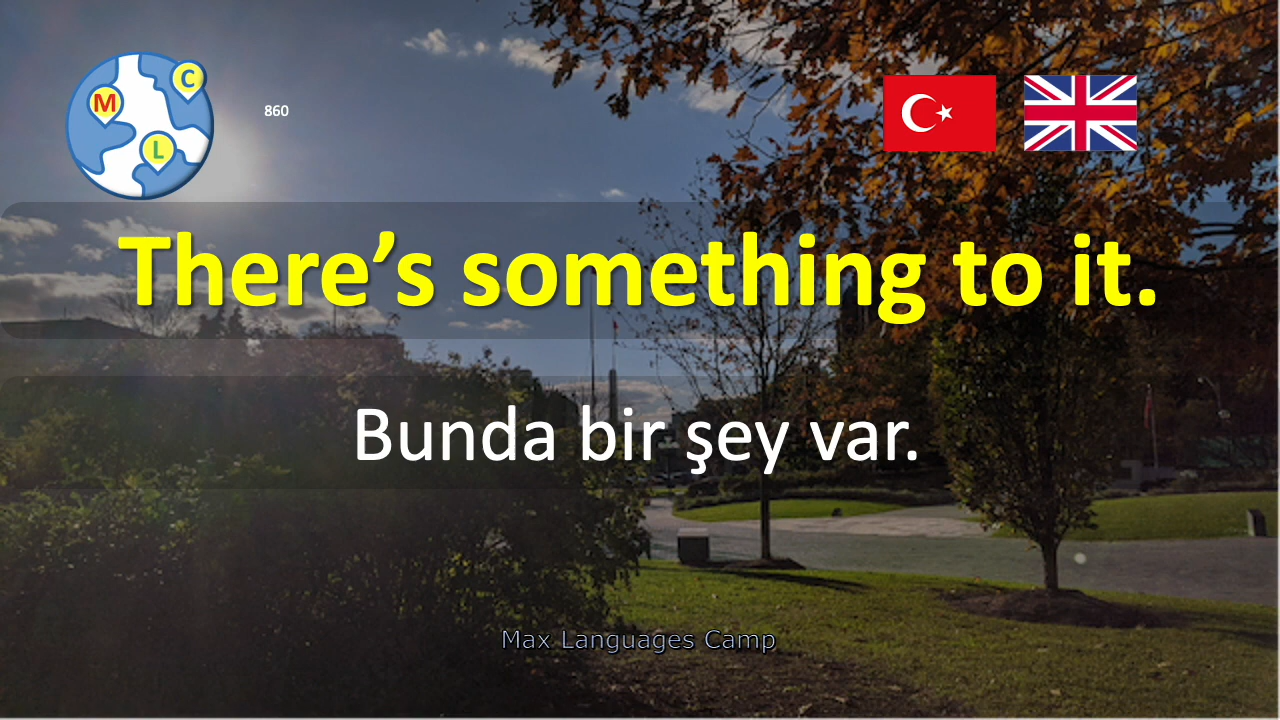 C
M
L
860
There’s something to it.
Bunda bir şey var.
Max Languages Camp